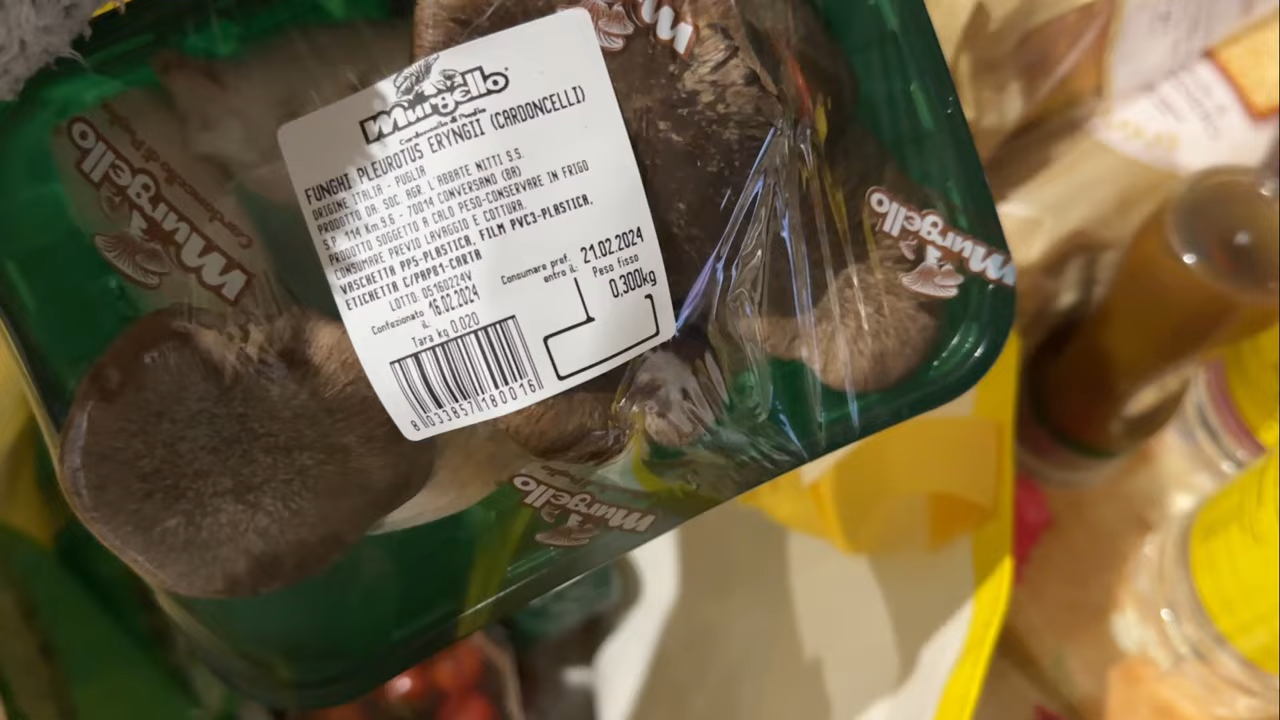 Murgello
Cardoncello di Puglia
FUNGHI PLEUROTUS ERYNGII (CARDONCELLI)
ORIGINE ITALIA - PUGLIA
PRODOTTO DA: SOC. AGR. L'ABBATE NITTI S.S.
S.P. 114 Km.9.6 - 70014 CONVERSANO (BA)
PRODOTTO SOGGETTO A CALO PESO-CONSERVARE IN FRIGO
CONSUMARE PREVIO LAVAGGIO E COTTURA.
VASCHETTA PP5-PLASTICA, FILM PVC3-PLASTICA,
ETICHETTA C/PAP81-CARTA
LOTTO: 05160224V
Confezionato il: 16.02.2024
Consumare pref. entro il: 21.02.2024
Tara kg 0.020
Peso fisso
0,300kg
8 033857 180016
Murgello
Murgello
Murgello